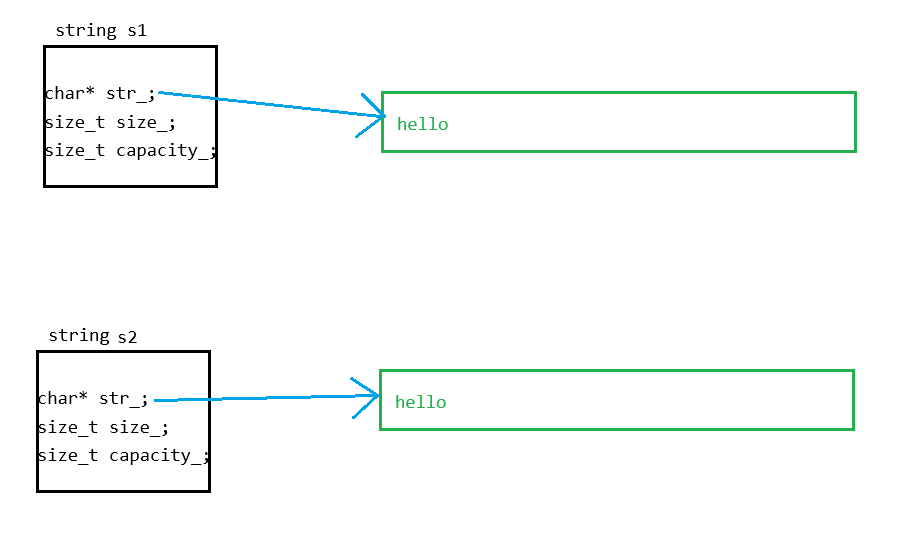 string s1
char* str_;
hello
size_t size_;
size_t capacity_;
string s2
char* str_;
hello
size_t size_;
size_t capacity_;